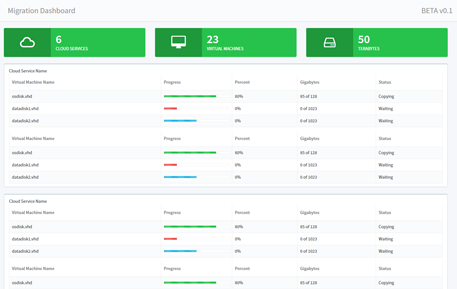 Migration Dashboard BETA v0.1
6 CLOUD SERVICES
23 VIRTUAL MACHINES
50 TERABYTES
Cloud Service Name
Virtual Machine Name Progress Percent Gigabytes Status
osdisk.vhd 80% 85 of 128 Copying
datadisk1.vhd 0% 0 of 1023 Waiting
datadisk2.vhd 0% 0 of 1023 Waiting
Virtual Machine Name Progress Percent Gigabytes Status
osdisk.vhd 80% 85 of 128 Copying
datadisk1.vhd 0% 0 of 1023 Waiting
datadisk2.vhd 0% 0 of 1023 Waiting
Cloud Service Name
Virtual Machine Name Progress Percent Gigabytes Status
osdisk.vhd 80% 85 of 128 Copying
datadisk1.vhd 0% 0 of 1023 Waiting
datadisk2.vhd 0% 0 of 1023 Waiting
Virtual Machine Name Progress Percent Gigabytes Status
osdisk.vhd 80% 85 of 128 Copying